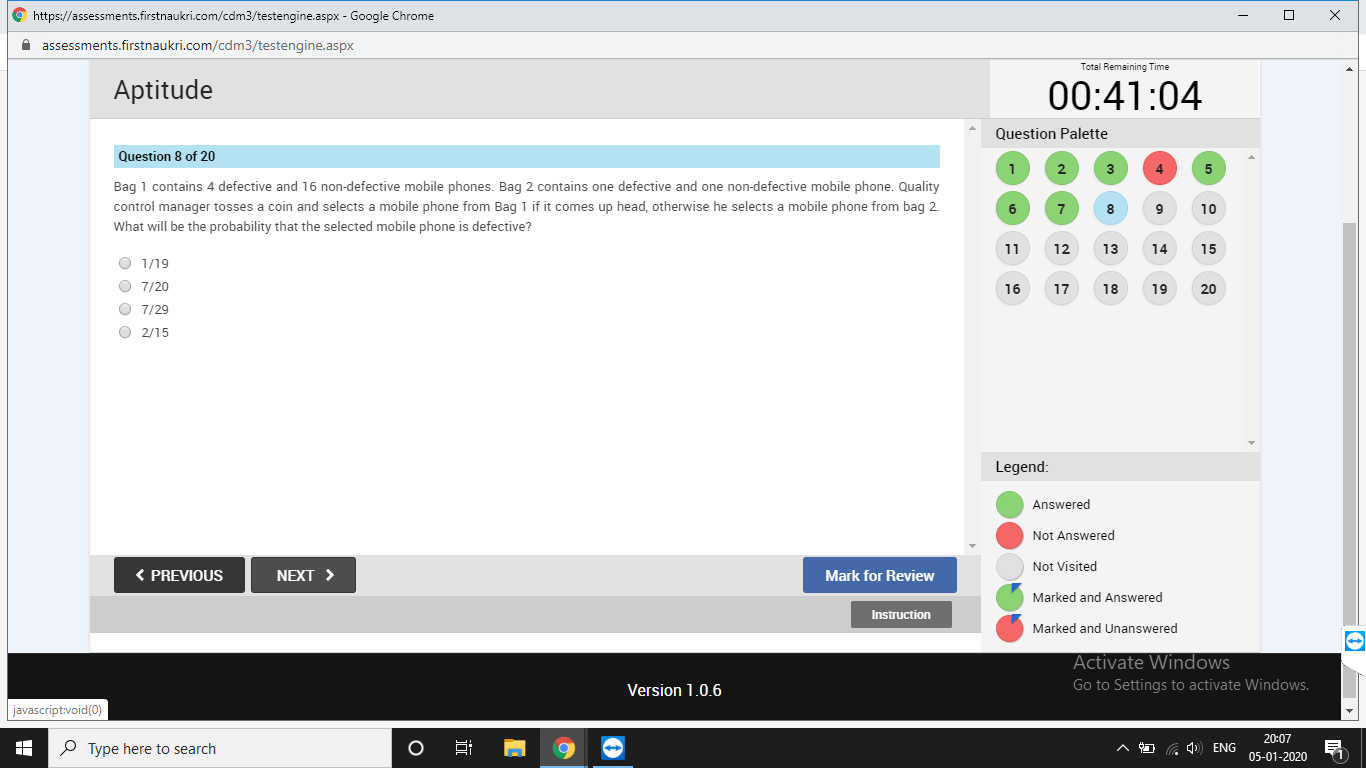 https://assessments.firstnaukri.com/cdm3/testengine.aspx - Google Chrome
assessments.firstnaukri.com/cdm3/testengine.aspx
Aptitude
Total Remaining Time
00:41:04
Question 8 of 20
Bag 1 contains 4 defective and 16 non-defective mobile phones. Bag 2 contains one defective and one non-defective mobile phone. Quality
control manager tosses a coin and selects a mobile phone from Bag 1 if it comes up head, otherwise he selects a mobile phone from bag 2.
What will be the probability that the selected mobile phone is defective?
1/19
7/20
7/29
2/15
Question Palette
1 2 3 4 5
6 7 8 9 10
11 12 13 14 15
16 17 18 19 20
Legend:
Answered
Not Answered
Not Visited
Marked and Answered
Marked and Unanswered
PREVIOUS
NEXT
Mark for Review
Instruction
Activate Windows
Go to Settings to activate Windows.
Version 1.0.6
javascript:void(0)
Type here to search
ENG
20:07
05-01-2020
1